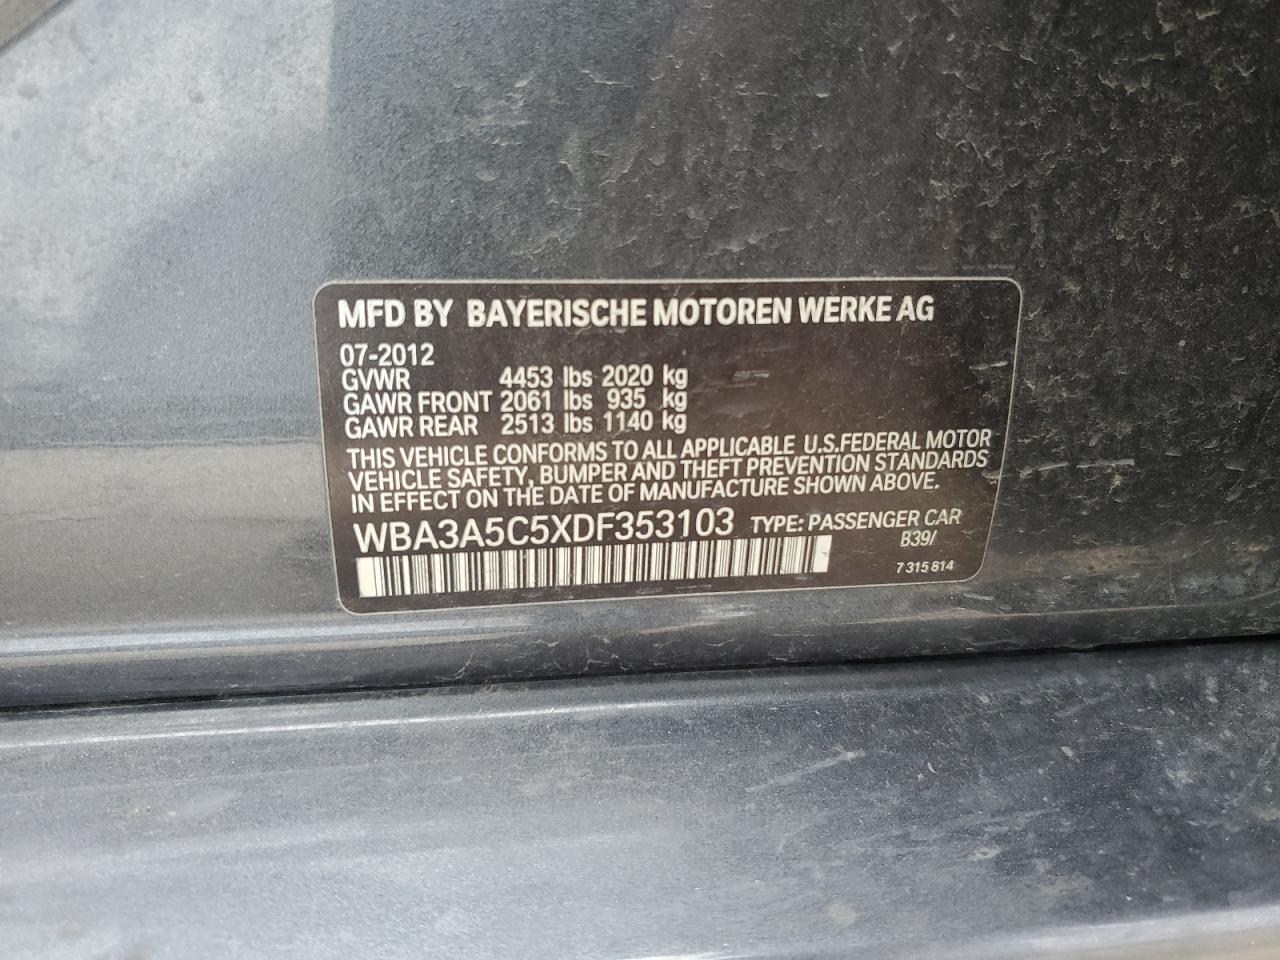 MFD BY BAYERISCHE MOTOREN WERKE AG
07-2012
GVWR 4453 lbs 2020 kg
GAWR FRONT 2061 lbs 935 kg
GAWR REAR 2513 lbs 1140 kg
THIS VEHICLE CONFORMS TO ALL APPLICABLE U.S.FEDERAL MOTOR
VEHICLE SAFETY, BUMPER AND THEFT PREVENTION STANDARDS
IN EFFECT ON THE DATE OF MANUFACTURE SHOWN ABOVE.
WBA3A5C5XDF353103 TYPE: PASSENGER CAR
B39/
7 315 814